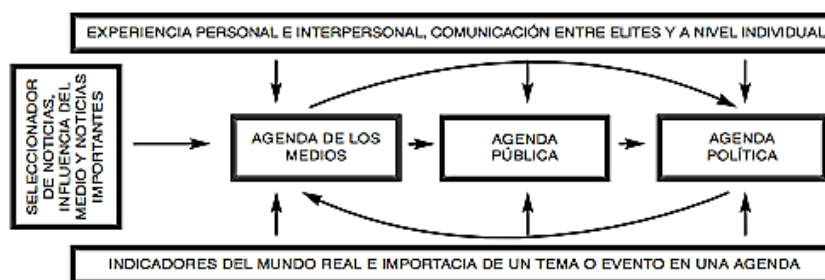 EXPERIENCIA PERSONAL E INTERPERSONAL, COMUNICACIÓN ENTRE ELITES Y A NIVEL INDIVIDUAL
SELECCIONADOR
DE NOTICIAS,
INFLUENCIA DEL
MEDIO Y NOTICIAS
IMPORTANTES
AGENDA DE LOS
MEDIOS
AGENDA
PÚBLICA
AGENDA
POLÍTICA
INDICADORES DEL MUNDO REAL E IMPORTACIA DE UN TEMA O EVENTO EN UNA AGENDA